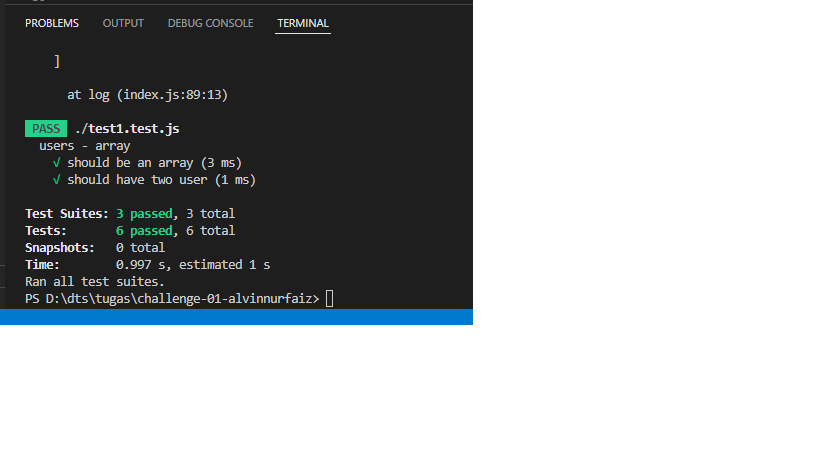 PROBLEMS OUTPUT DEBUG CONSOLE TERMINAL
]
at log (index.js:89:13)
PASS ./test1.test.js
users - array
√ should be an array (3 ms)
√ should have two user (1 ms)
Test Suites: 3 passed, 3 total
Tests: 6 passed, 6 total
Snapshots: 0 total
Time: 0.997 s, estimated 1 s
Ran all test suites.
PS D:\dts\tugas\challenge-01-alvinnurfaiz>